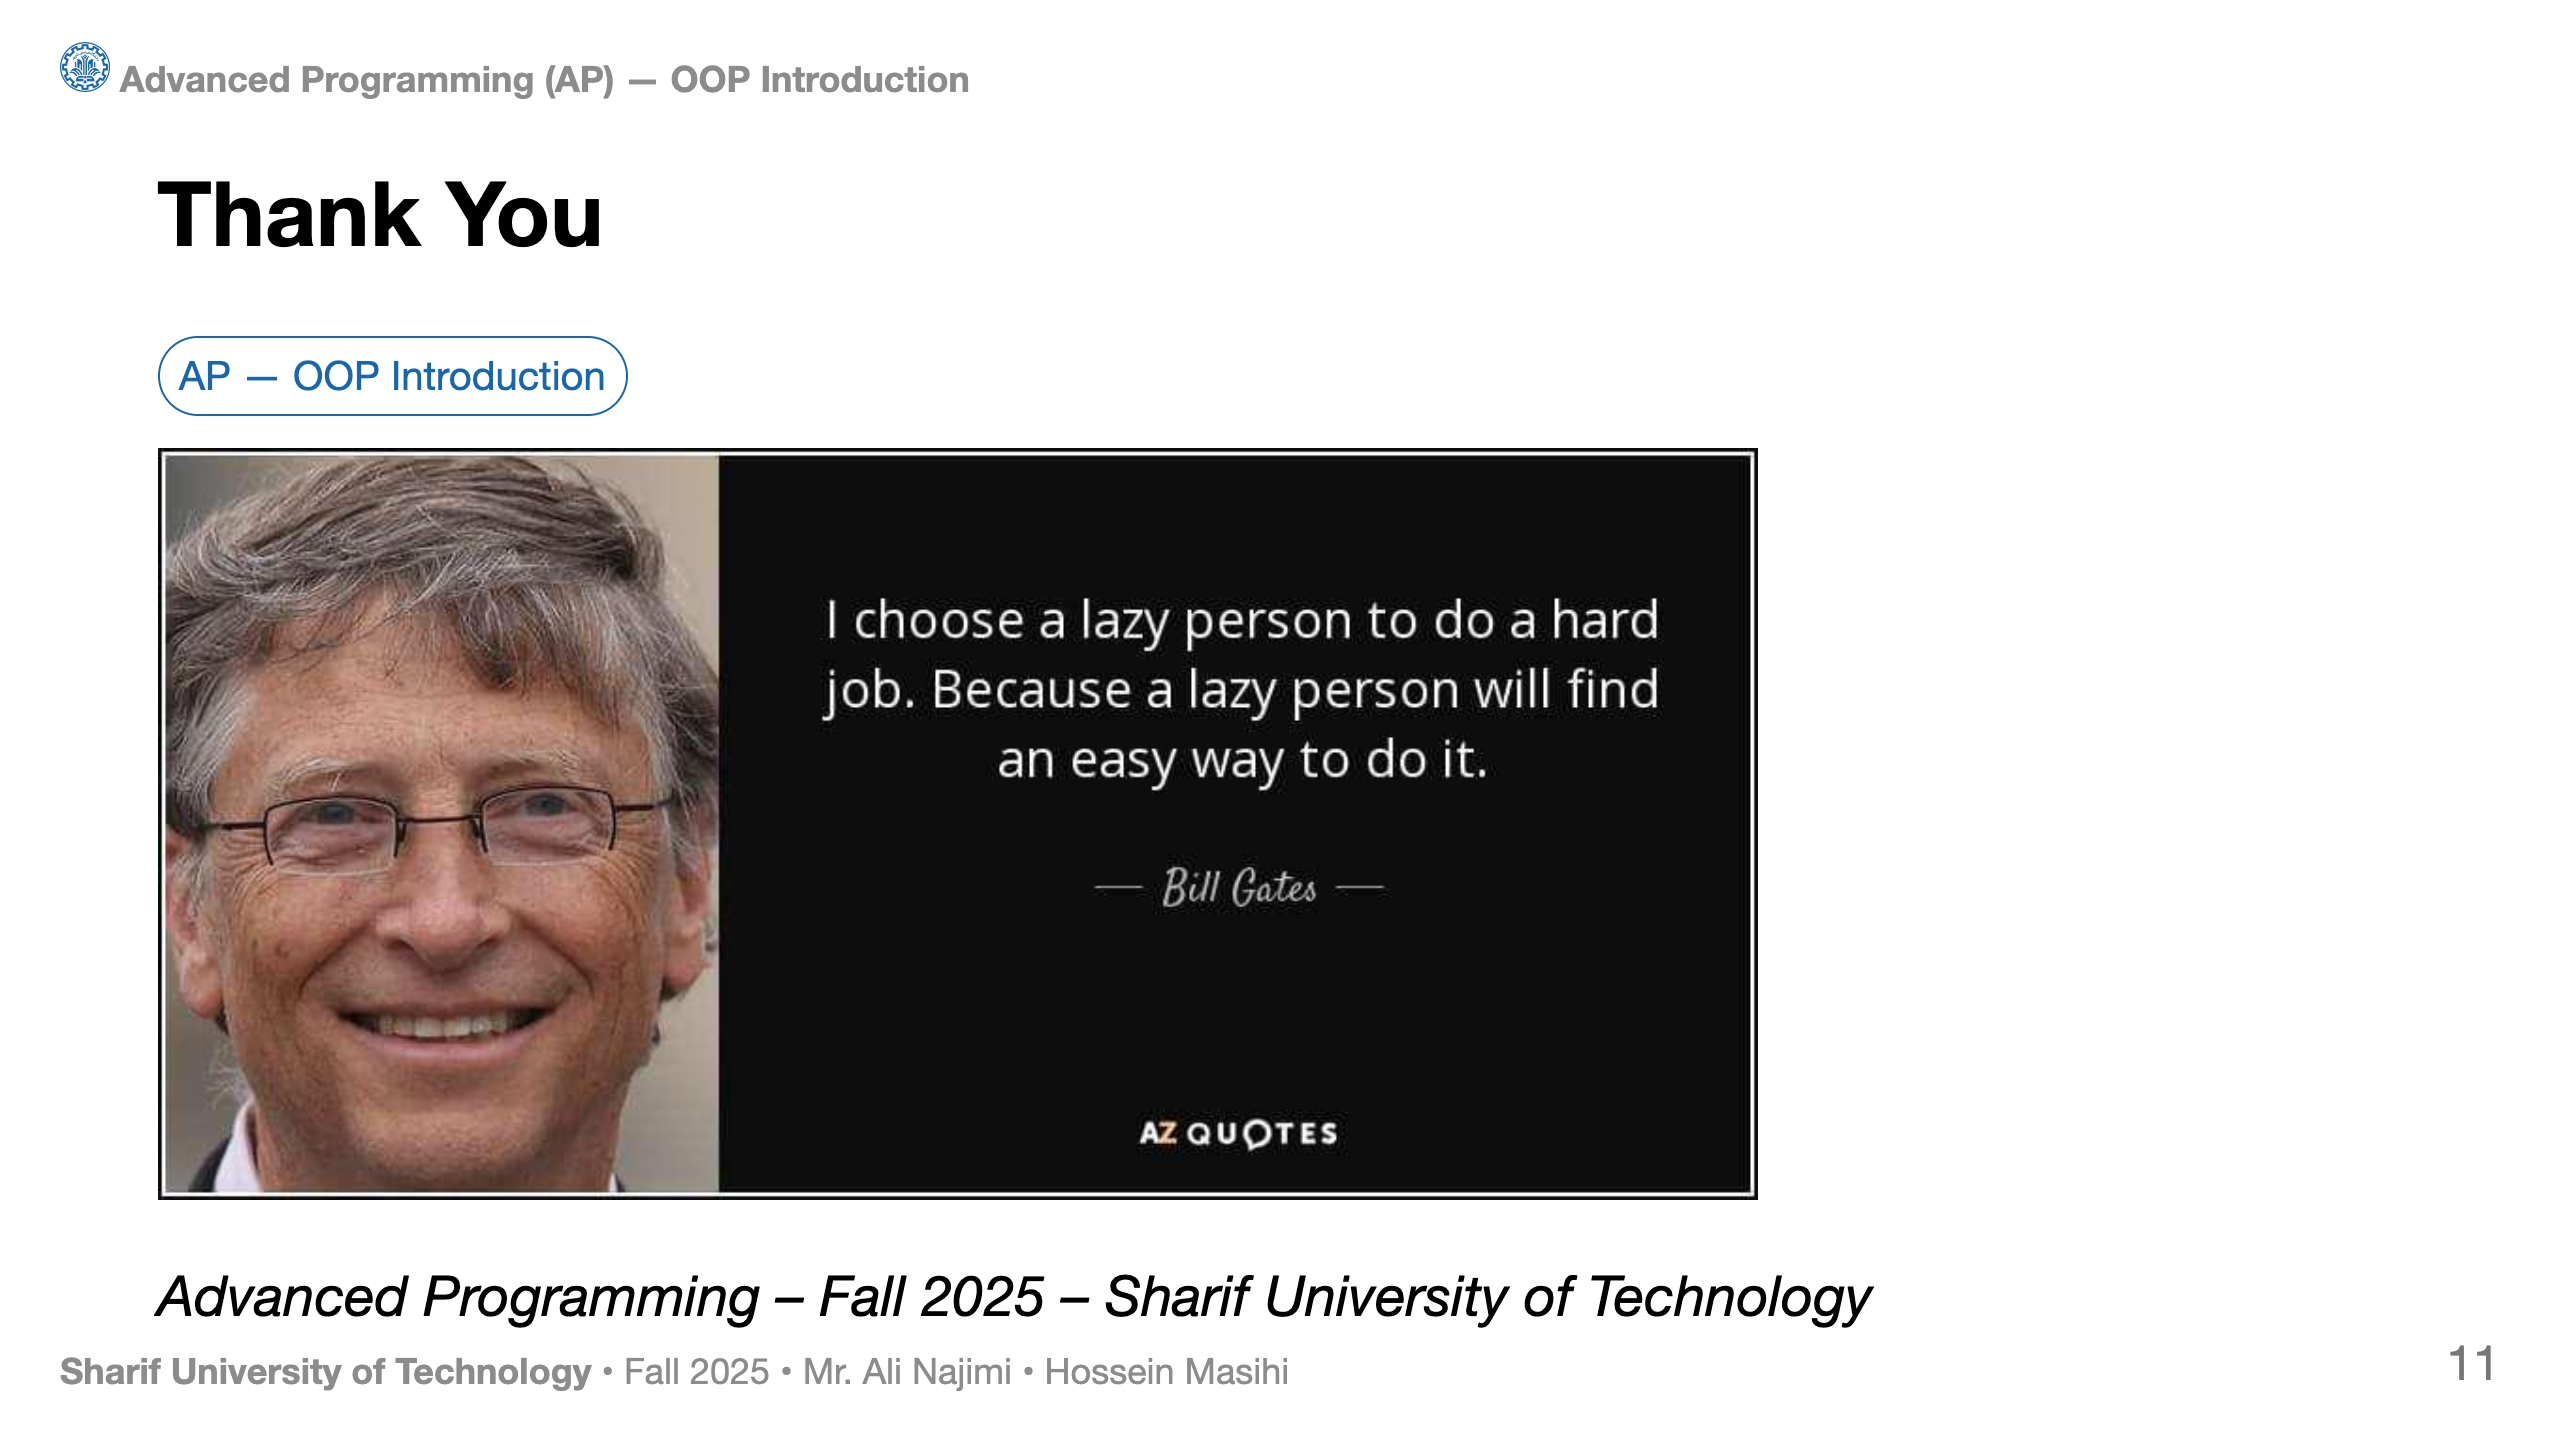 Advanced Programming (AP) — OOP Introduction
Thank You
AP — OOP Introduction
I choose a lazy person to do a hard
job. Because a lazy person will find
an easy way to do it.
— Bill Gates —
AZ QUOTES
Advanced Programming – Fall 2025 – Sharif University of Technology
Sharif University of Technology • Fall 2025 • Mr. Ali Najimi • Hossein Masihi
11